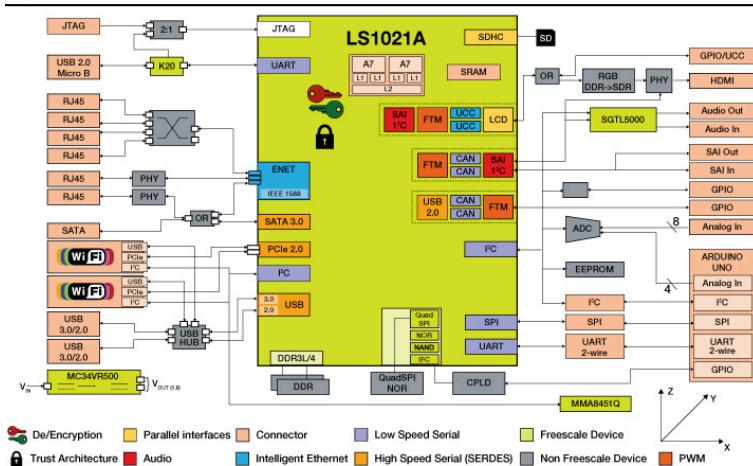 LS1021A
JTAG
2:1
JTAG
SDHC
SD
USB 2.0
Micro B
K20
UART
A7
A7
L1
L1
L1
L1
L2
SRAM
OR
RGB
DDR->SDR
PHY
GPIO/UCC
HDMI
RJ45
RJ45
RJ45
RJ45
SAI
I²C
FTM
UCC
UCC
LCD
SGTL5000
Audio Out
Audio In
FTM
CAN
CAN
SAI
I²C
SAI Out
SAI In
RJ45
PHY
ENET
IEEE 1588
RJ45
PHY
USB
2.0
CAN
CAN
FTM
GPIO
GPIO
OR
SATA
SATA 3.0
ADC
8
Analog In
WiFi
USB
PCIe
I²C
PCIe 2.0
I²C
EEPROM
4
ARDUINO
UNO
Analog In
WiFi
USB
PCIe
I²C
I²C
3.0
2.0
USB
I²C
I²C
USB
3.0/2.0
USB
3.0/2.0
USB
HUB
Quad
SPI
NOR
NAND
IFC
SPI
SPI
SPI
UART
UART
2-wire
UART
2-wire
DDR3L/4
DDR
QuadSPI
NOR
CPLD
GPIO
MC34VR500
VIN
VOUT (1.8)
MMA8451Q
Z
Y
X
De/Encryption
Parallel interfaces
Connector
Low Speed Serial
Freescale Device
Trust Architecture
Audio
Intelligent Ethernet
High Speed Serial (SERDES)
Non Freescale Device
PWM